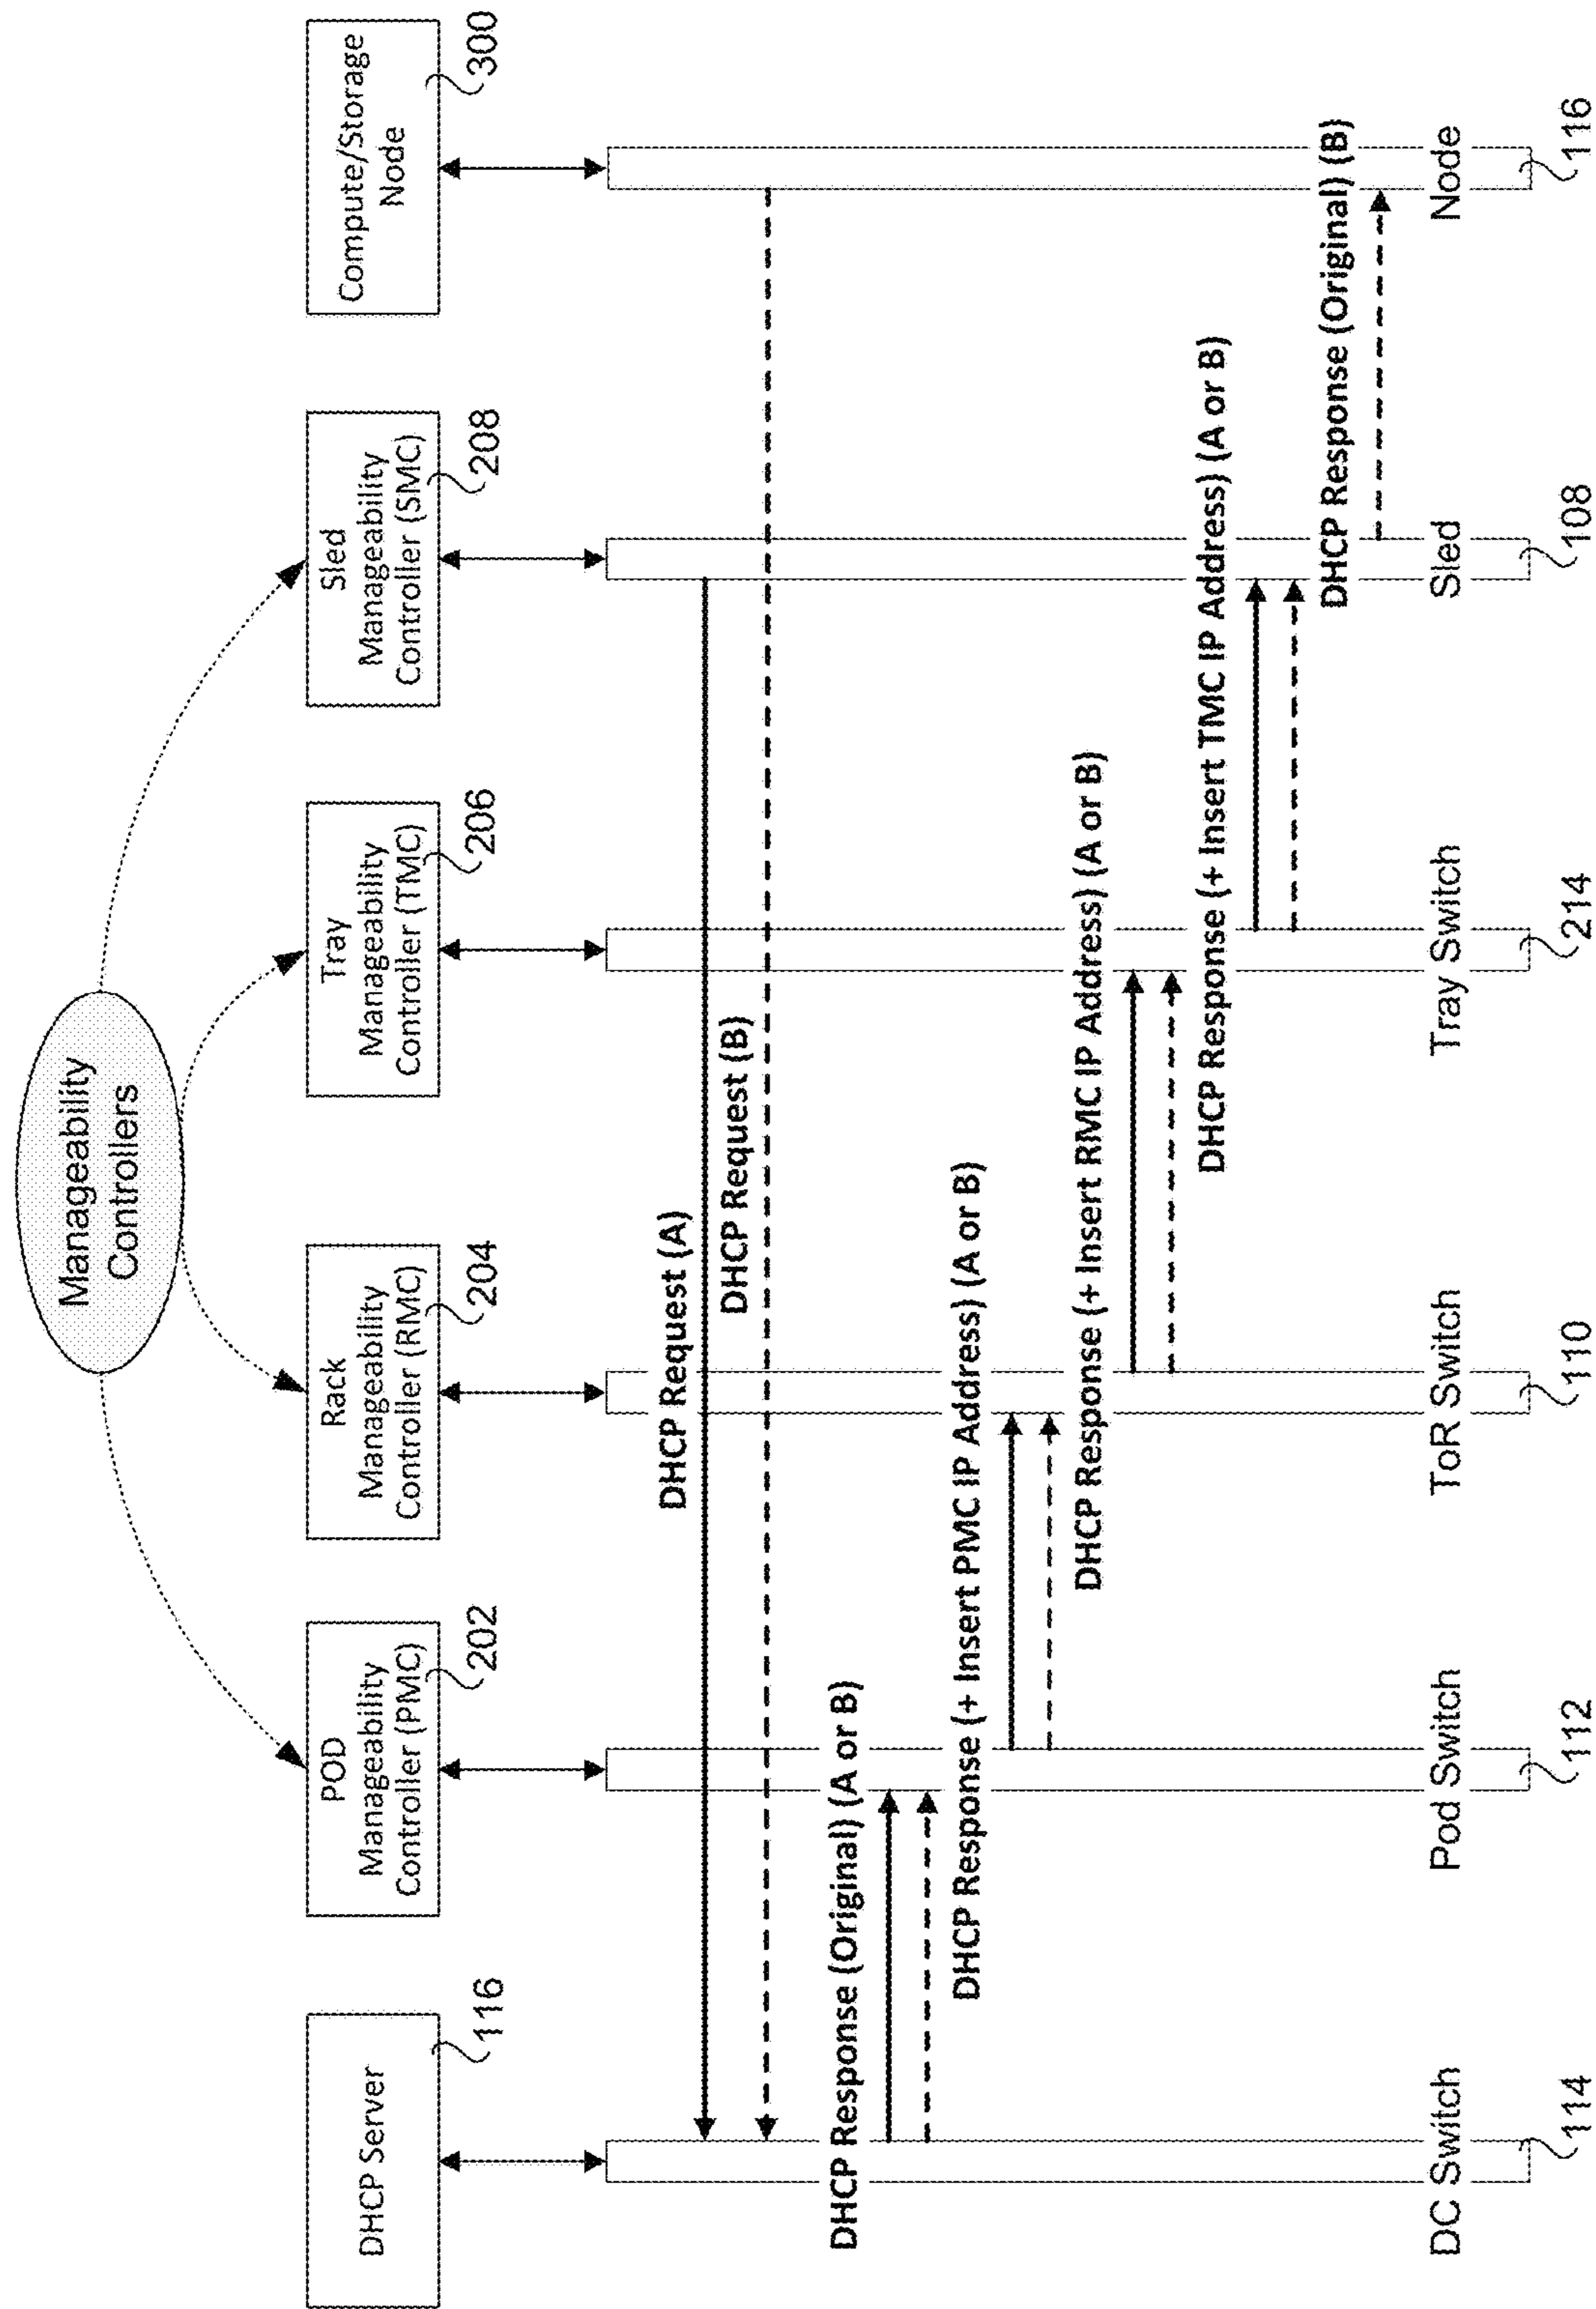 Manageability
Controllers
DHCP Server
116
POD
Manageability
Controller (PMC)
202
Rack
Manageability
Controller (RMC)
204
Tray
Manageability
Controller (TMC)
206
Sled
Manageability
Controller (SMC)
208
Compute/Storage
Node
300
DHCP Request (A)
DHCP Request (B)
DHCP Response (Original) (A or B)
DHCP Response (+ Insert PMC IP Address) (A or B)
DHCP Response (+ Insert RMC IP Address) (A or B)
DHCP Response (+ Insert TMC IP Address) (A or B)
DHCP Response (Original) (B)
DC Switch
114
Pod Switch
112
ToR Switch
110
Tray Switch
214
Sled
108
Node
116